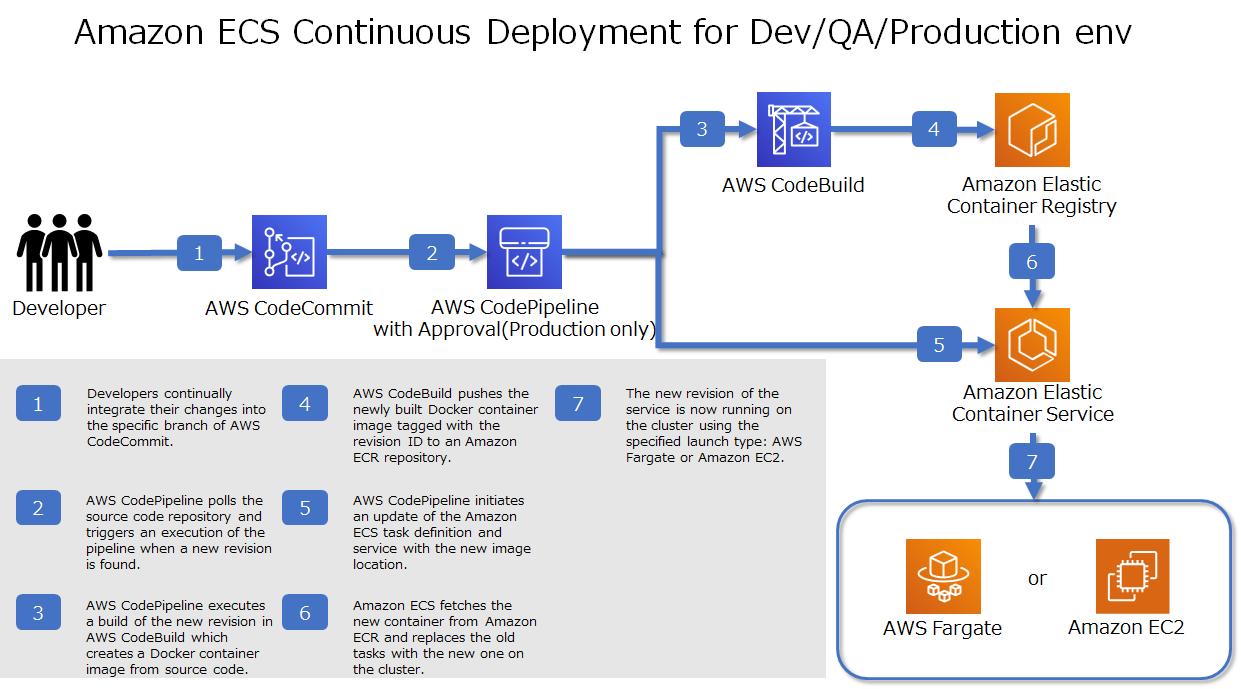 Amazon ECS Continuous Deployment for Dev/QA/Production env
3
4
AWS CodeBuild
Amazon Elastic
Container Registry
1
2
6
Developer
AWS CodeCommit
AWS CodePipeline
with Approval(Production only)
5
Amazon Elastic
Container Service
7
AWS Fargate
or
Amazon EC2
1
Developers continually
integrate their changes into
the specific branch of AWS
CodeCommit.
2
AWS CodePipeline polls the
source code repository and
triggers an execution of the
pipeline when a new revision
is found.
3
AWS CodePipeline executes
a build of the new revision in
AWS CodeBuild which
creates a Docker container
image from source code.
4
AWS CodeBuild pushes the
newly built Docker container
image tagged with the
revision ID to an Amazon
ECR repository.
5
AWS CodePipeline initiates
an update of the Amazon
ECS task definition and
service with the new image
location.
6
Amazon ECS fetches the
new container from Amazon
ECR and replaces the old
tasks with the new one on
the cluster.
7
The new revision of the
service is now running on
the cluster using the
specified launch type: AWS
Fargate or Amazon EC2.